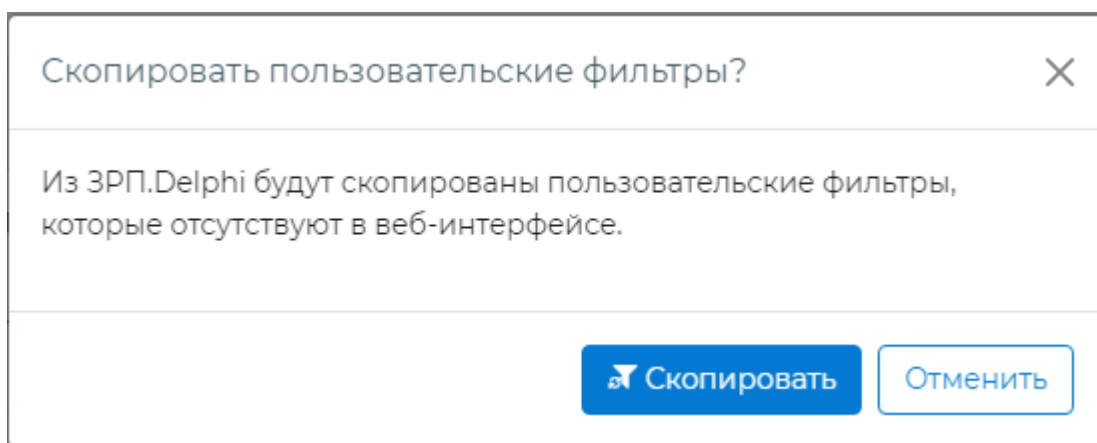 Скопировать пользовательские фильтры?
Из ЗРП.Delphi будут скопированы пользовательские фильтры,
которые отсутствуют в веб-интерфейсе.
Скопировать
Отменить